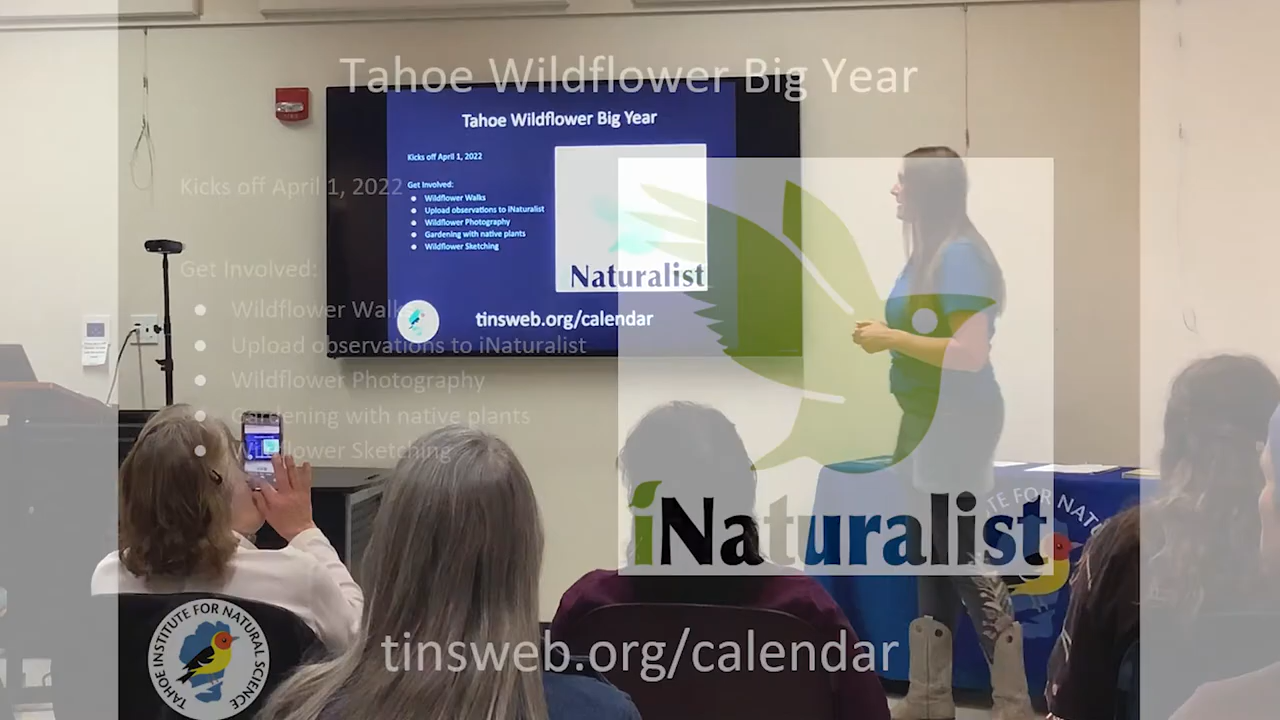 Tahoe Wildflower Big Year
Kicks off April 1, 2022
Get Involved:
● Wildflower Walks
● Upload observations to iNaturalist
● Wildflower Photography
● Gardening with native plants
● Wildflower Sketching
iNaturalist
tinsweb.org/calendar
TAHOE INSTITUTE FOR NATURAL SCIENCE
Tahoe Wildflower Big Year
Kicks off April 1, 2022
Get Involved:
● Wildflower Walks
● Upload observations to iNaturalist
● Wildflower Photography
● Gardening with native plants
● Wildflower Sketching
Naturalist
tinsweb.org/calendar
E FOR NATU